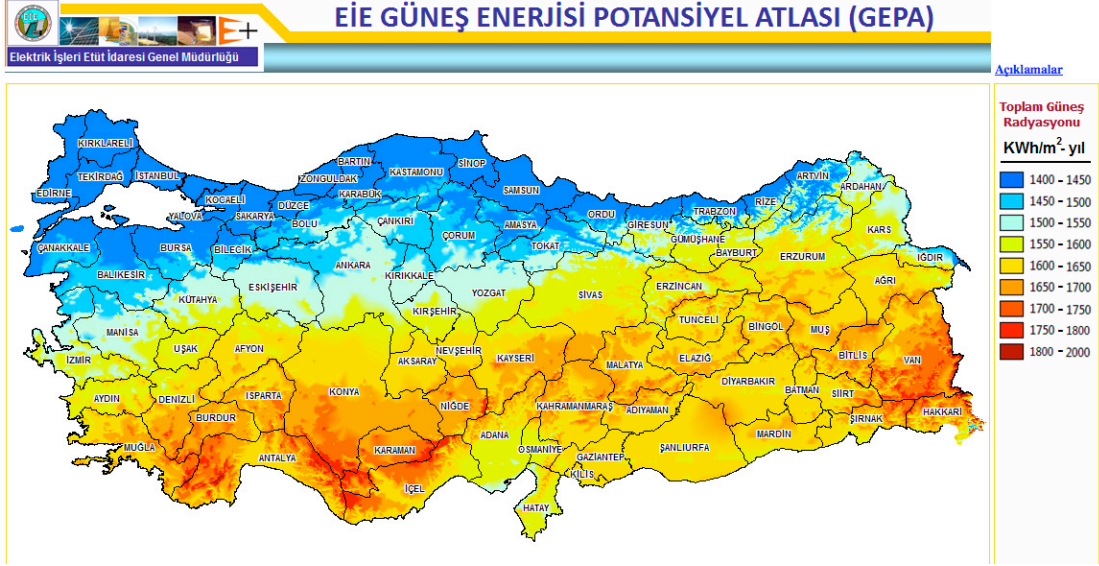 EİE GÜNEŞ ENERJİSİ POTANSİYEL ATLASI (GEPA)
EİE
E+
Elektrik İşleri Etüt İdaresi Genel Müdürlüğü
Açıklamalar
Toplam Güneş
Radyasyonu
KWh/m²- yıl
1400 - 1450
1450 - 1500
1500 - 1550
1550 - 1600
1600 - 1650
1650 - 1700
1700 - 1750
1750 - 1800
1800 - 2000
KIRKLARELİ
TEKİRDAĞ
İSTANBUL
EDİRNE
KOCAELİ
YALOVA
SAKARYA
DÜZCE
ZONGULDAK
BARTIN
KARABÜK
KASTAMONU
SİNOP
SAMSUN
BOLU
ÇANKIRI
ÇORUM
AMASYA
TOKAT
ORDU
GİRESUN
TRABZON
RİZE
ARTVİN
ARDAHAN
KARS
GÜMÜŞHANE
BAYBURT
ERZURUM
IĞDIR
AĞRI
ÇANAKKALE
BURSA
BİLECİK
BALIKESİR
KÜTAHYA
ESKİŞEHİR
ANKARA
KIRIKKALE
YOZGAT
KIRŞEHİR
SİVAS
ERZİNCAN
TUNCELİ
BİNGÖL
MUŞ
BİTLİS
VAN
MANİSA
İZMİR
UŞAK
AFYON
AKSARAY
NEVŞEHİR
KAYSERİ
MALATYA
ELAZIĞ
DİYARBAKIR
BATMAN
SİİRT
HAKKARİ
ŞIRNAK
AYDIN
DENİZLİ
ISPARTA
BURDUR
KONYA
NİĞDE
KAHRAMANMARAŞ
ADIYAMAN
MARDİN
ŞANLIURFA
MUĞLA
ANTALYA
KARAMAN
İÇEL
ADANA
OSMANİYE
GAZİANTEP
KİLİS
HATAY